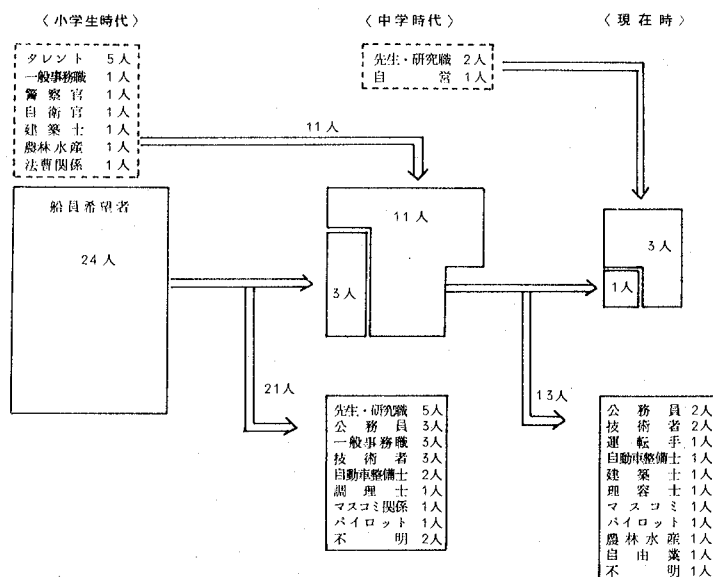 〈小学生時代〉
〈中学時代〉
〈現在時〉
タレント 5人
一般事務職 1人
警察官 1人
自衛官 1人
建築士 1人
農林水産 1人
法曹関係 1人
先生・研究職 2人
自営 1人
11人
船員希望者
24人
11人
3人
3人
1人
21人
13人
先生・研究職 5人
公務員 3人
一般事務職 3人
技術者 3人
自動車整備士 2人
調理士 1人
マスコミ関係 1人
パイロット 1人
不明 2人
公務員 2人
技術者 2人
運転手 1人
自動車整備士 1人
建築士 1人
理容士 1人
マスコミ 1人
パイロット 1人
農林水産 1人
自由業 1人
不明 1人